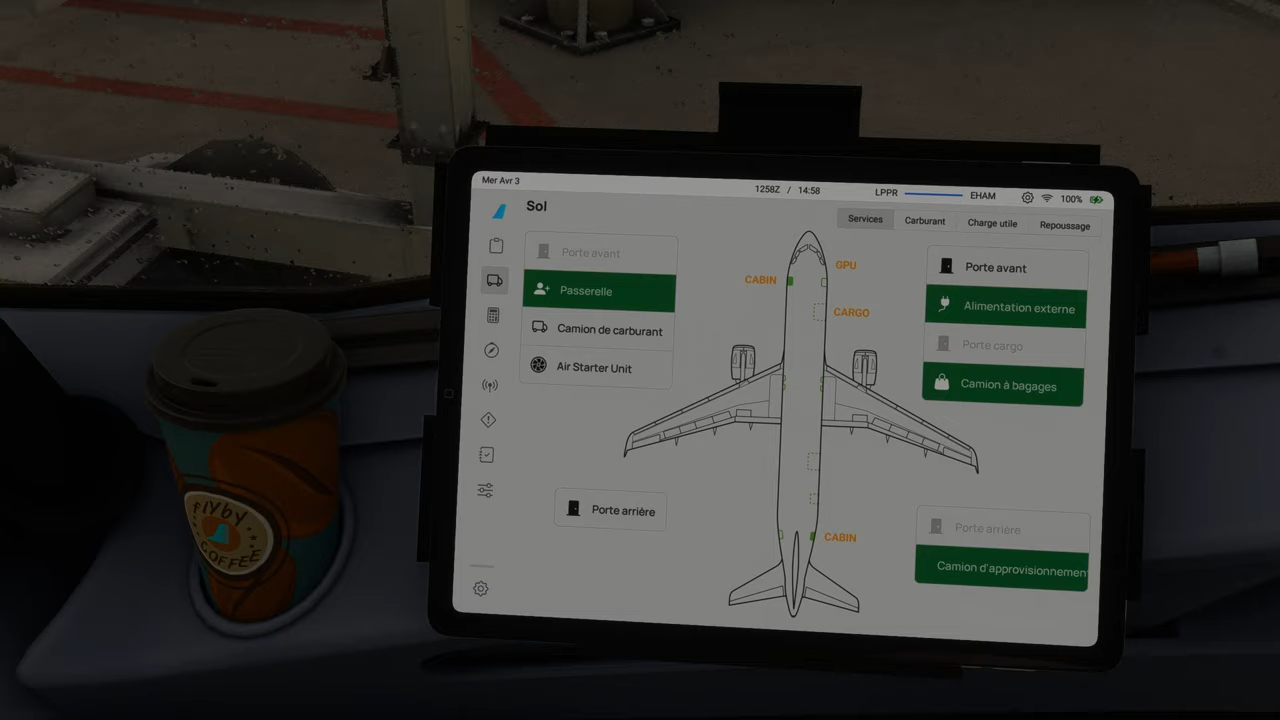 Mer Avr 3
1258Z / 14:58
LPPR
EHAM
100%
Sol
Services
Carburant
Charge utile
Repoussage
Porte avant
Passerelle
Camion de carburant
Air Starter Unit
CABIN
GPU
CARGO
Porte avant
Alimentation externe
Porte cargo
Camion à bagages
Porte arrière
CABIN
Porte arrière
Camion d'approvisionnemen
flyby
COFFEE